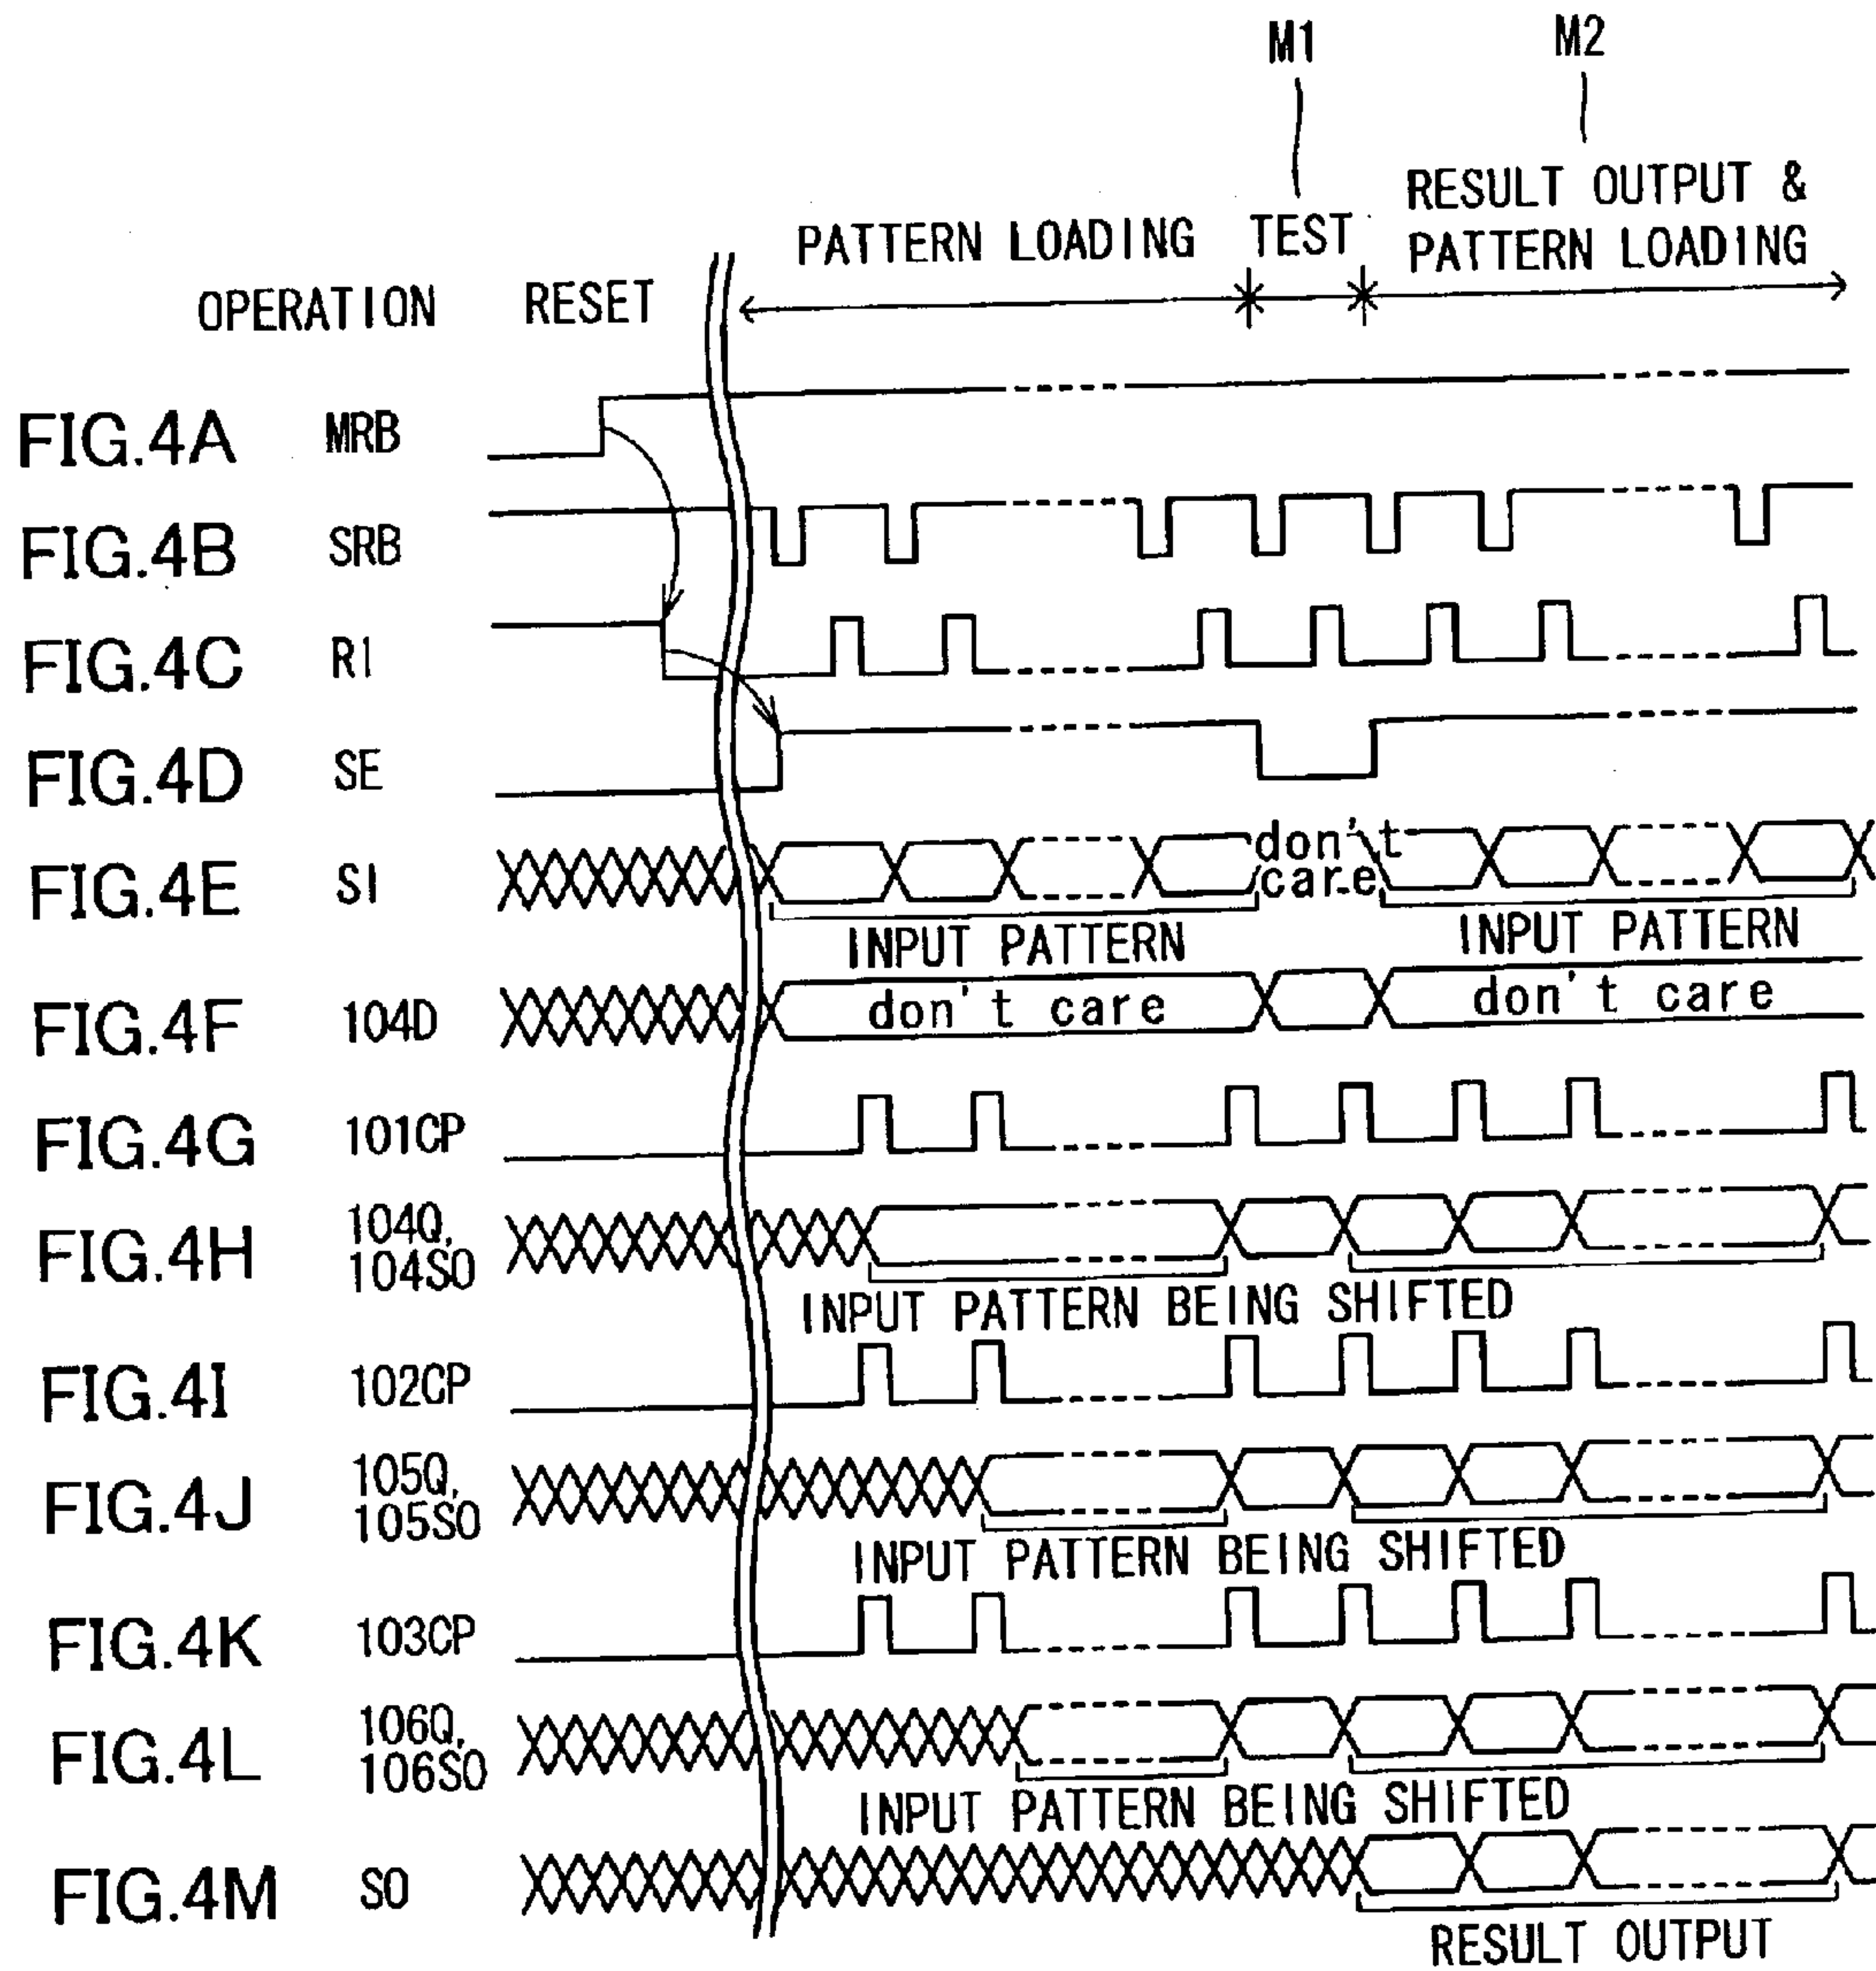 M1 M2
RESULT OUTPUT &
PATTERN LOADING TEST PATTERN LOADING
OPERATION RESET
FIG.4A MRB
FIG.4B SRB
FIG.4C RI
FIG.4D SE
don't
FIG.4E SI care
INPUT PATTERN INPUT PATTERN
FIG.4F 104D don't care don't care
FIG.4G 101CP
FIG.4H 104Q,
104SO
INPUT PATTERN BEING SHIFTED
FIG.4I 102CP
FIG.4J 105Q,
105SO
INPUT PATTERN BEING SHIFTED
FIG.4K 103CP
FIG.4L 106Q,
106SO
INPUT PATTERN BEING SHIFTED
FIG.4M SO
RESULT OUTPUT